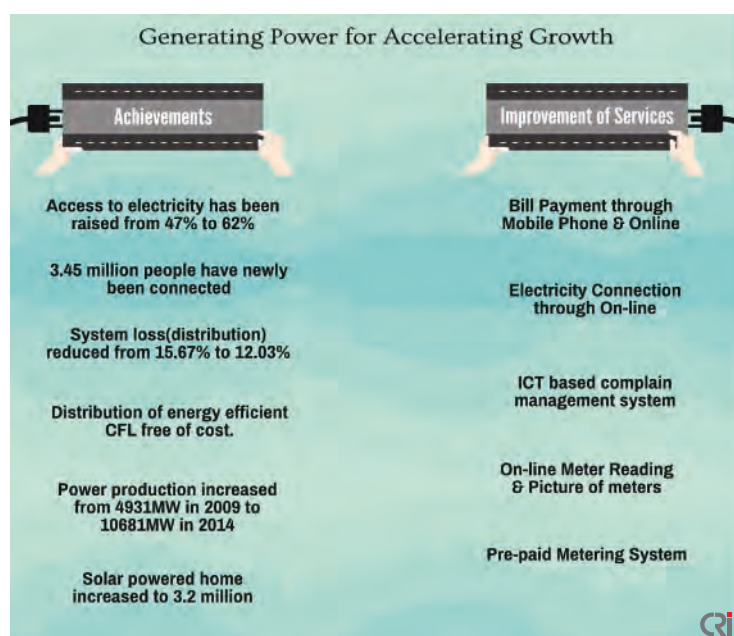 Generating Power for Accelerating Growth
Achievements
Access to electricity has been
raised from 47% to 62%
3.45 million people have newly
been connected
System loss(distribution)
reduced from 15.67% to 12.03%
Distribution of energy efficient
CFL free of cost.
Power production increased
from 4931MW in 2009 to
10681MW in 2014
Solar powered home
increased to 3.2 million
Improvement of Services
Bill Payment through
Mobile Phone & Online
Electricity Connection
through On-line
ICT based complain
management system
On-line Meter Reading
& Picture of meters
Pre-paid Metering System
CRi